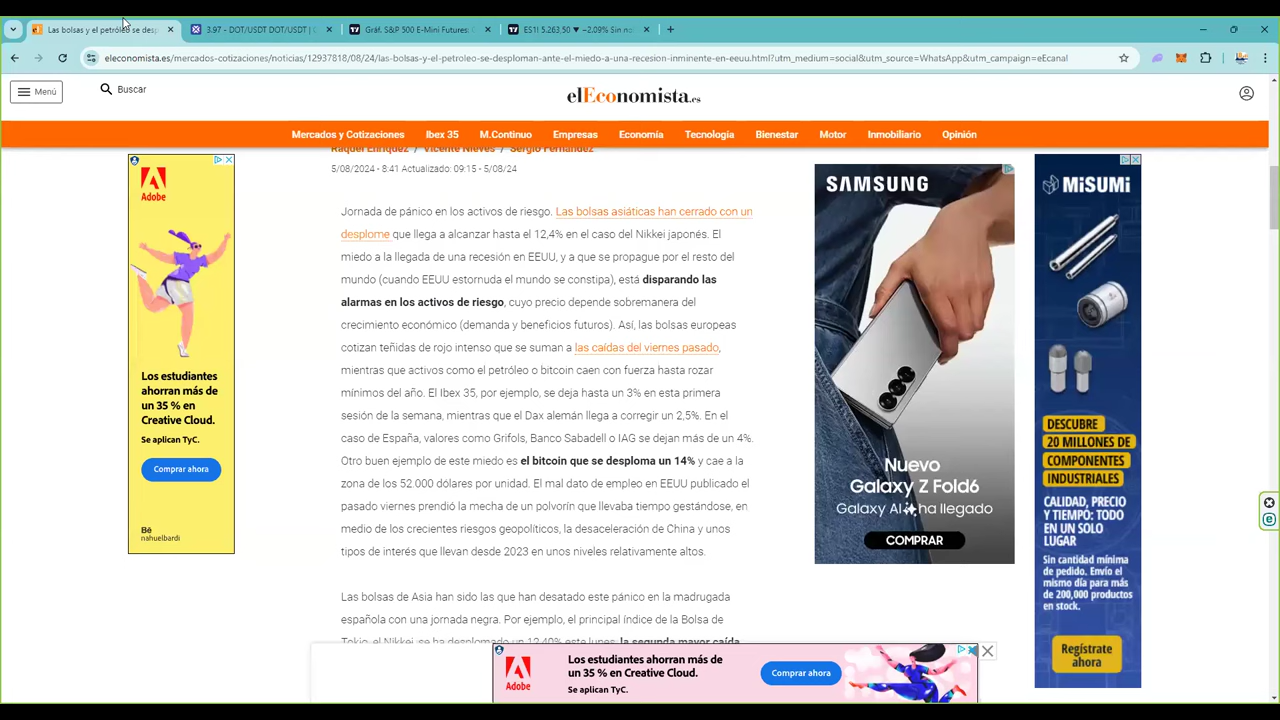 Las bolsas y el petróleo se desp
3.97 - DOT/USDT DOT/USDT | C
Gráf. S&P 500 E-Mini Futures:
ES1! 5.263,50 ▼ −2.09% Sin no
eleconomista.es/mercados-cotizaciones/noticias/12937818/08/24/las-bolsas-y-el-petroleo-se-desploman-ante-el-miedo-a-una-recesion-inminente-en-eeuu.html?utm_medium=social&utm_source=WhatsApp&utm_campaign=eEcanal
Menú
Buscar
elEconomista.es
Mercados y Cotizaciones
Ibex 35
M.Continuo
Empresas
Economía
Tecnología
Bienestar
Motor
Inmobiliario
Opinión
Raquel Enríquez / Vicente Nieves / Sergio Fernández
5/08/2024 - 8:41 Actualizado: 09:15 - 5/08/24
Jornada de pánico en los activos de riesgo. Las bolsas asiáticas han cerrado con un
desplome que llega a alcanzar hasta el 12,4% en el caso del Nikkei japonés. El
miedo a la llegada de una recesión en EEUU, y a que se propague por el resto del
mundo (cuando EEUU estornuda el mundo se constipa), está disparando las
alarmas en los activos de riesgo, cuyo precio depende sobremanera del
crecimiento económico (demanda y beneficios futuros). Así, las bolsas europeas
cotizan teñidas de rojo intenso que se suman a las caídas del viernes pasado,
mientras que activos como el petróleo o bitcoin caen con fuerza hasta rozar
mínimos del año. El Ibex 35, por ejemplo, se deja hasta un 3% en esta primera
sesión de la semana, mientras que el Dax alemán llega a corregir un 2,5%. En el
caso de España, valores como Grifols, Banco Sabadell o IAG se dejan más de un 4%.
Otro buen ejemplo de este miedo es el bitcoin que se desploma un 14% y cae a la
zona de los 50.000 dólares por unidad. El mal dato de empleo en EEUU publicado el
pasado viernes prendió la mecha de un polvorín que llevaba tiempo gestándose, en
medio de los crecientes riesgos geopolíticos, la desaceleración de China y unos
tipos de interés que llevan desde 2023 en unos niveles relativamente altos.
Las bolsas de Asia han sido las que han desatado este pánico en la madrugada
española con una jornada negra. Por ejemplo, el principal índice de la Bolsa de
Tokio, el Nikkei, se ha desplomado un 12,40% este lunes, la segunda mayor caída
Adobe
Los estudiantes
ahorran más de
un 35 % en
Creative Cloud.
Se aplican TyC.
Comprar ahora
Bē
nahuelbardi
SAMSUNG
Nuevo
Galaxy Z Fold6
Galaxy AI ha llegado
COMPRAR
MiSUMi
DESCUBRE
20 MILLONES DE
COMPONENTES
INDUSTRIALES
CALIDAD, PRECIO
Y TIEMPO: TODO
EN UN SOLO
LUGAR
Sin cantidad mínima
de pedido. Envío el
mismo día para más
de 200,000 productos
en stock.
Regístrate
ahora
Adobe
Los estudiantes ahorran más de
un 35 % en Creative Cloud.
Se aplican TyC.
Comprar ahora